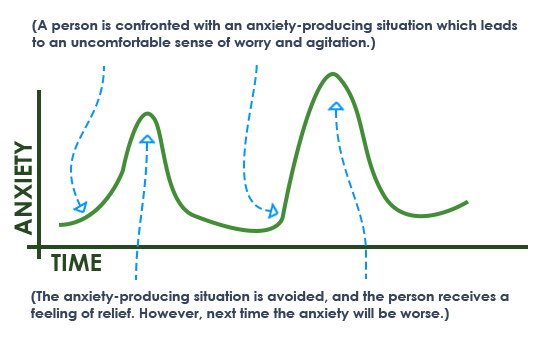 (A person is confronted with an anxiety-producing situation which leads
to an uncomfortable sense of worry and agitation.)
ANXIETY
TIME
(The anxiety-producing situation is avoided, and the person receives a
feeling of relief. However, next time the anxiety will be worse.)